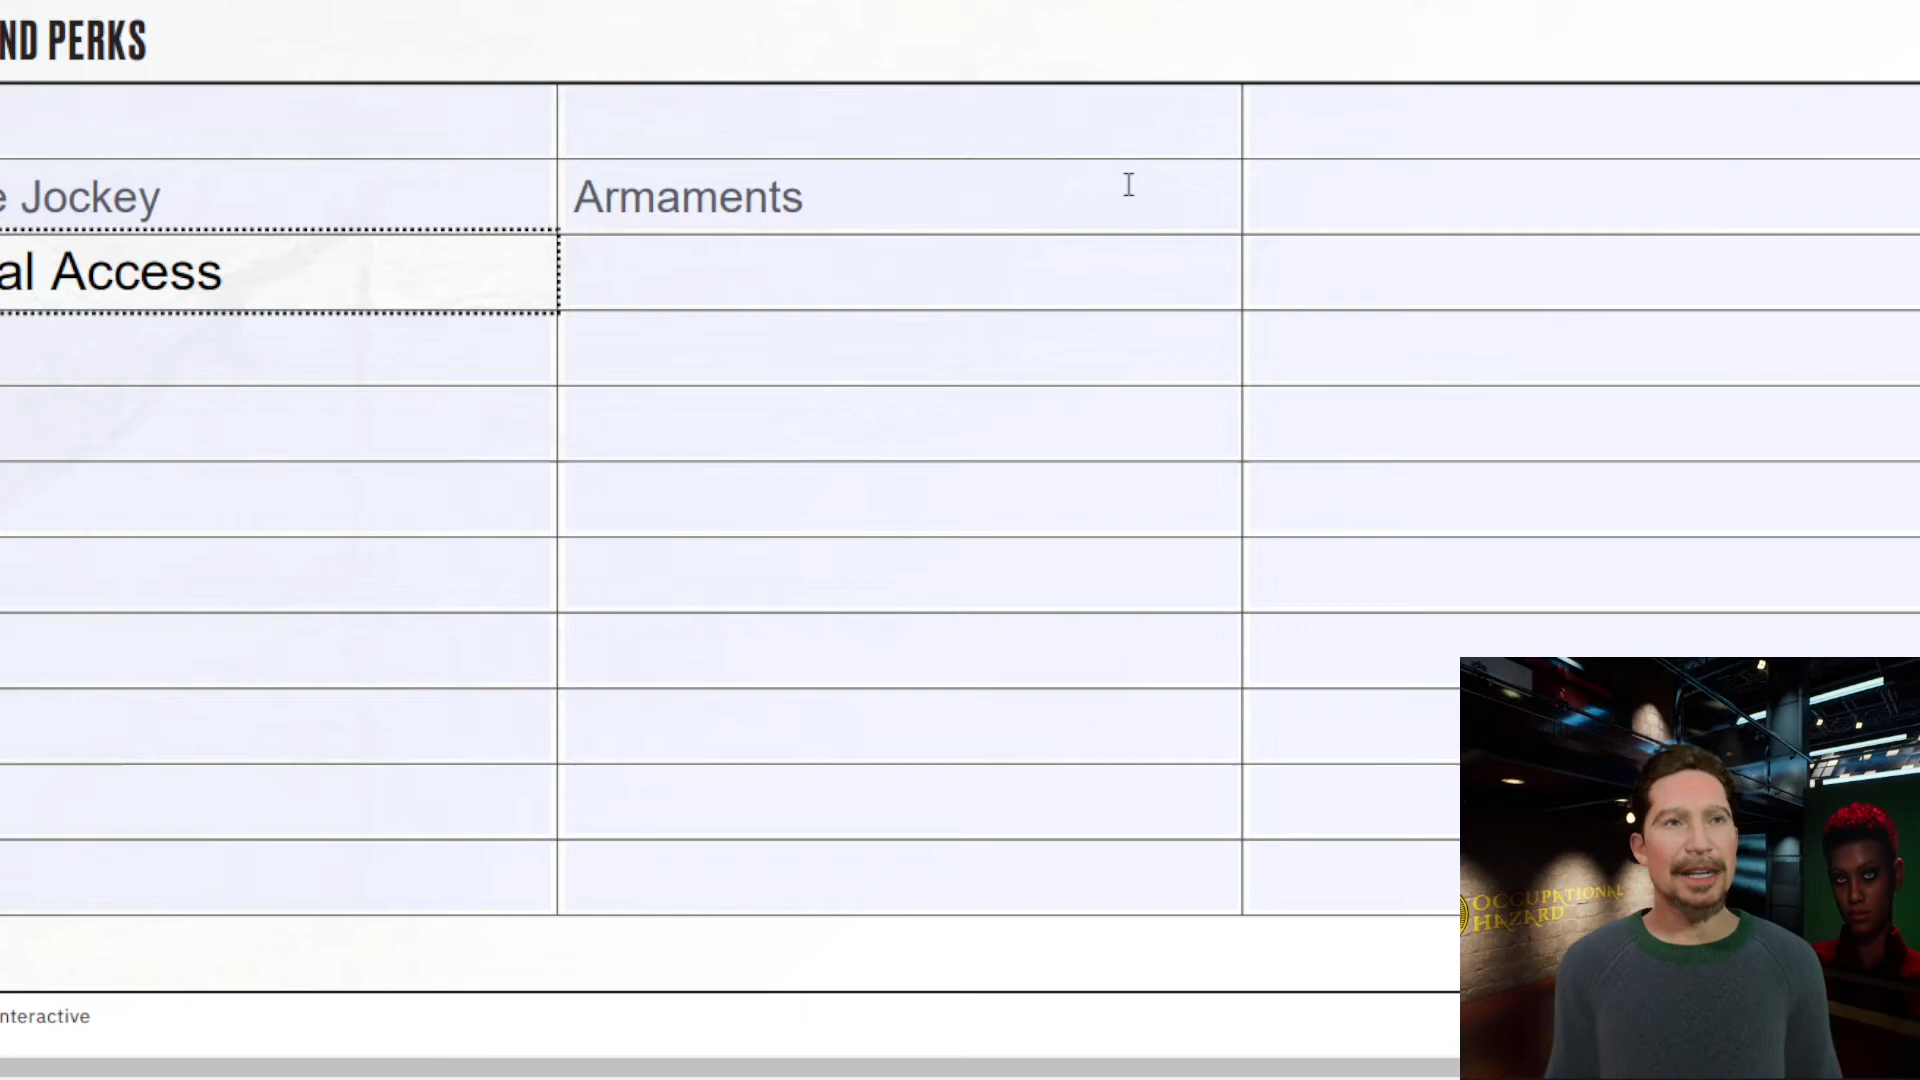 ND PERKS
e Jockey Armaments
al Access
OCCUPATIONAL
HAZARD
nteractive